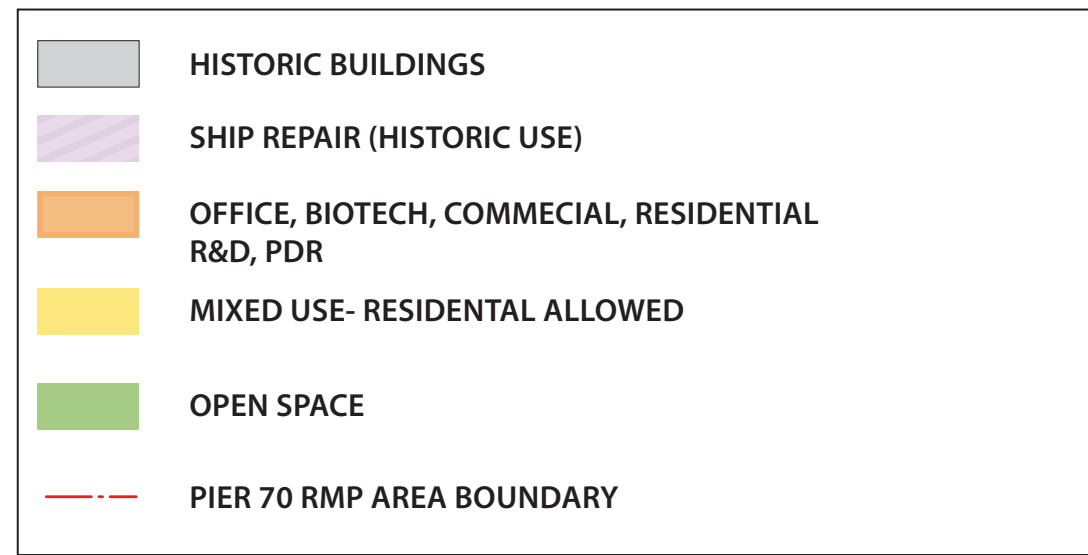 HISTORIC BUILDINGS
SHIP REPAIR (HISTORIC USE)
OFFICE, BIOTECH, COMMECIAL, RESIDENTIAL
R&D, PDR
MIXED USE- RESIDENTAL ALLOWED
OPEN SPACE
PIER 70 RMP AREA BOUNDARY